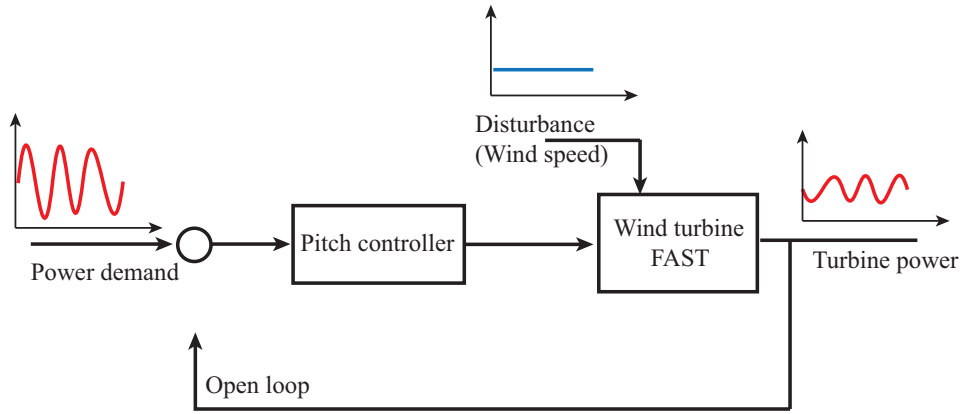 Disturbance
(Wind speed)
Power demand
Pitch controller
Wind turbine
FAST
Turbine power
Open loop